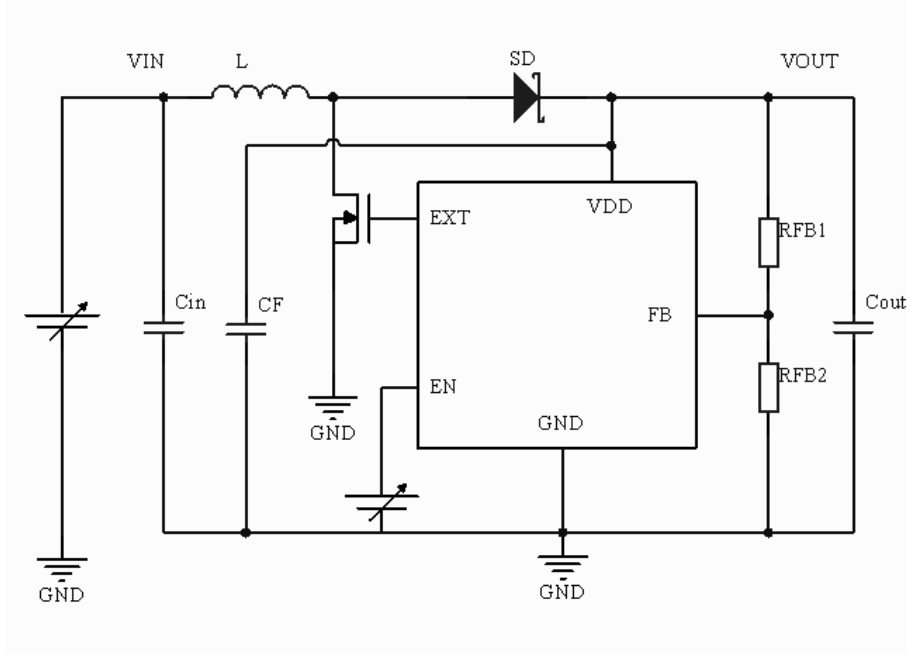 VIN
L
SD
VOUT
EXT
VDD
RFB1
Cin
CF
FB
Cout
EN
RFB2
GND
GND
GND
GND